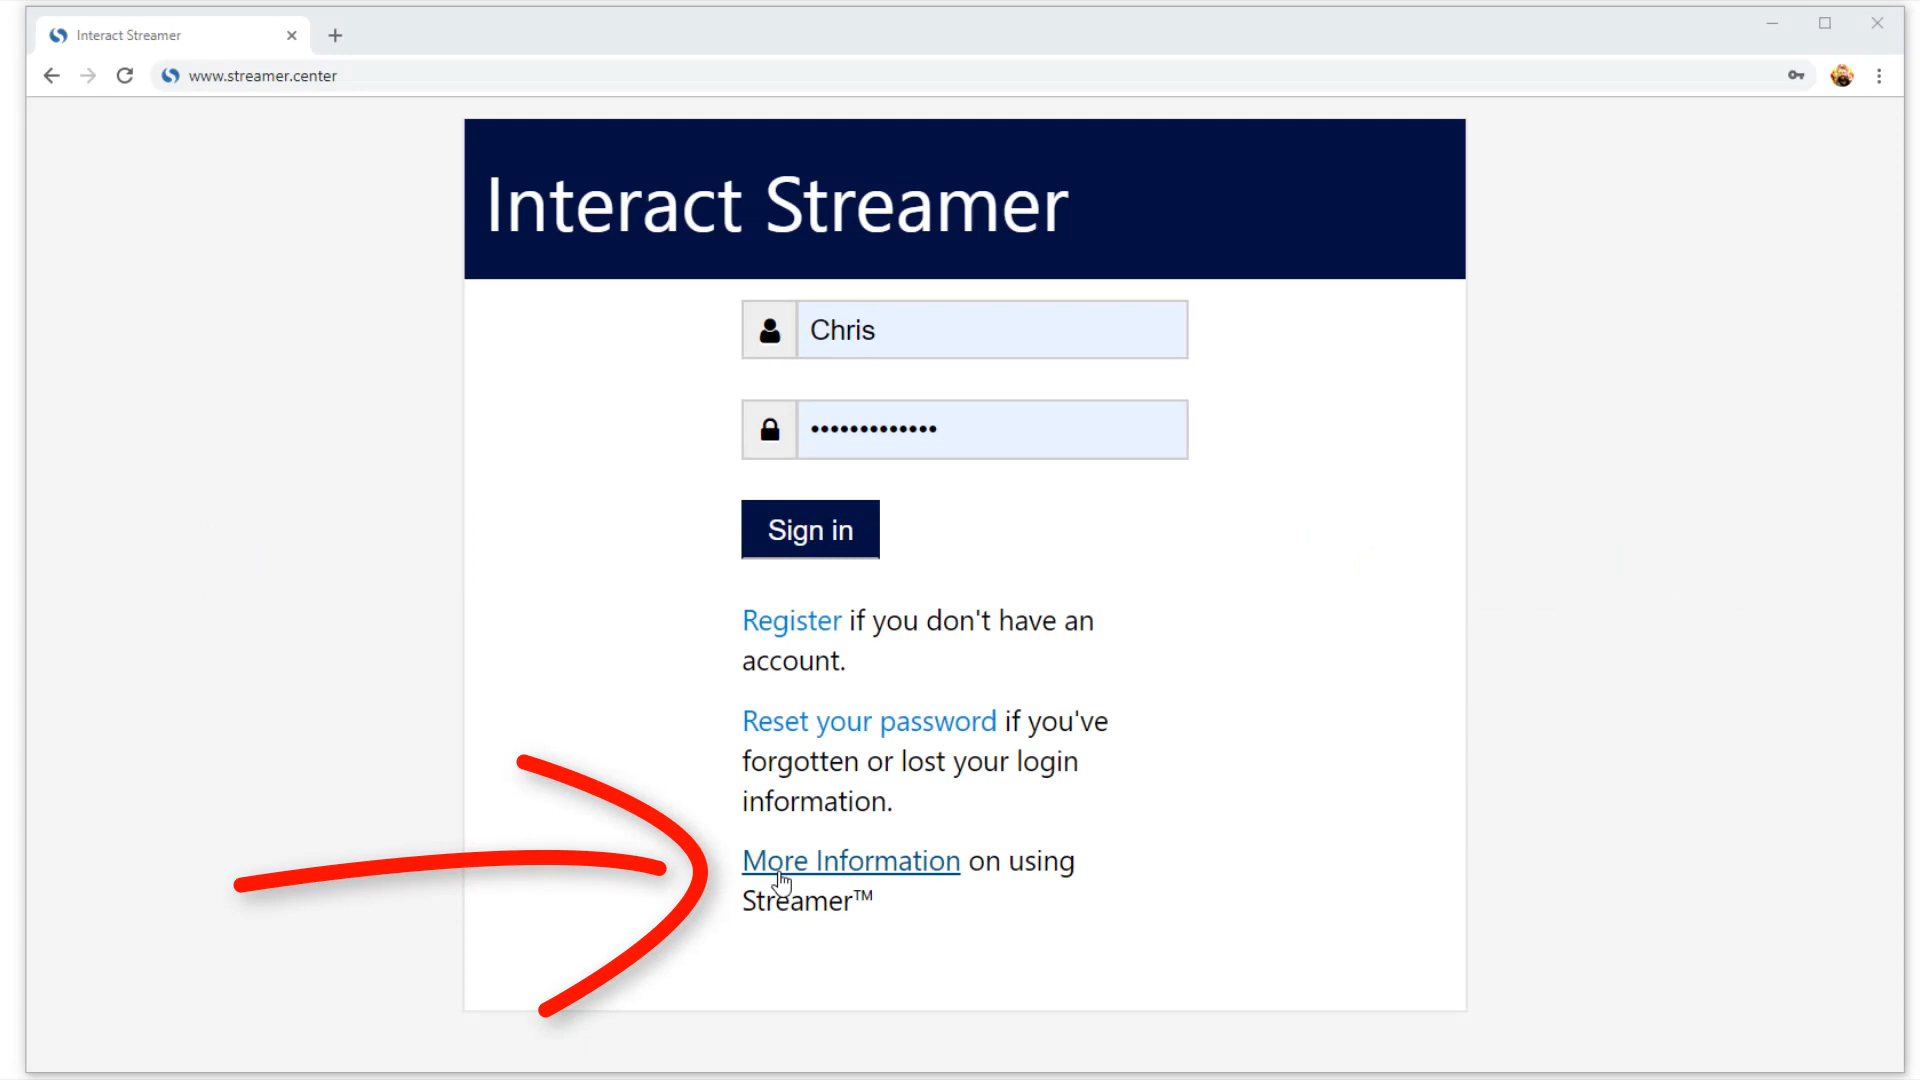 Interact Streamer
www.streamer.center
Interact Streamer
Chris
•••••••••••••
Sign in
Register if you don't have an
account.
Reset your password if you've
forgotten or lost your login
information.
More Information on using
Streamer™